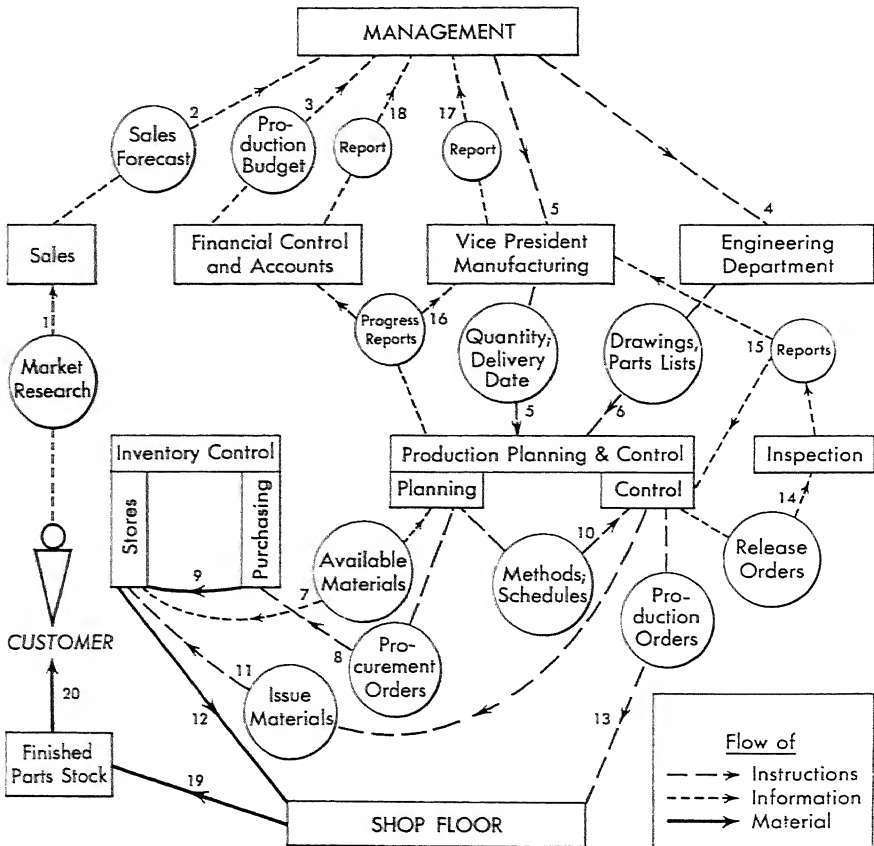 MANAGEMENT
2
3
18
17
Sales
Forecast
Pro-
duction
Budget
Report
Report
5
4
Sales
Financial Control
and Accounts
Vice President
Manufacturing
Engineering
Department
1
Market
Research
Progress
Reports
16
Quantity;
Delivery
Date
Drawings,
Parts Lists
15
Reports
5
6
Inventory Control
Production Planning & Control
Inspection
Stores
Purchasing
Planning
Control
14
9
10
Available
Materials
Methods;
Schedules
Release
Orders
7
CUSTOMER
8
Pro-
curement
Orders
Pro-
duction
Orders
11
Issue
Materials
20
12
13
Finished
Parts Stock
19
SHOP FLOOR
Flow of
Instructions
Information
Material